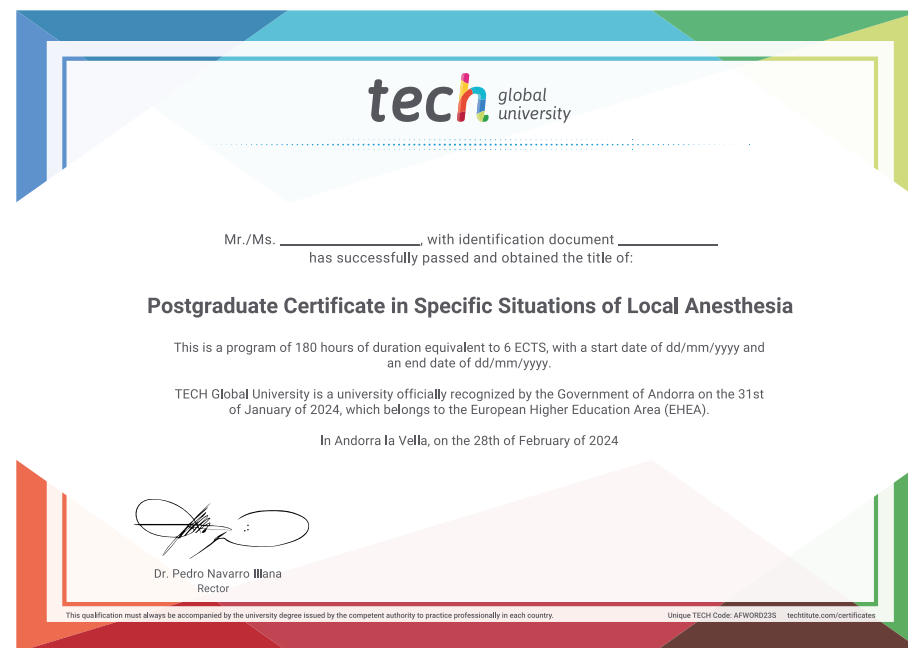 tech global
university
Mr./Ms. ____________, with identification document ____________
has successfully passed and obtained the title of:
Postgraduate Certificate in Specific Situations of Local Anesthesia
This is a program of 180 hours of duration equivalent to 6 ECTS, with a start date of dd/mm/yyyy and
an end date of dd/mm/yyyy.
TECH Global University is a university officially recognized by the Government of Andorra on the 31st
of January of 2024, which belongs to the European Higher Education Area (EHEA).
In Andorra la Vella, on the 28th of February of 2024
Dr. Pedro Navarro Illana
Rector
This qualification must always be accompanied by the university degree issued by the competent authority to practice professionally in each country. Unique TECH Code: AFWORD23S techtitute.com/certificates